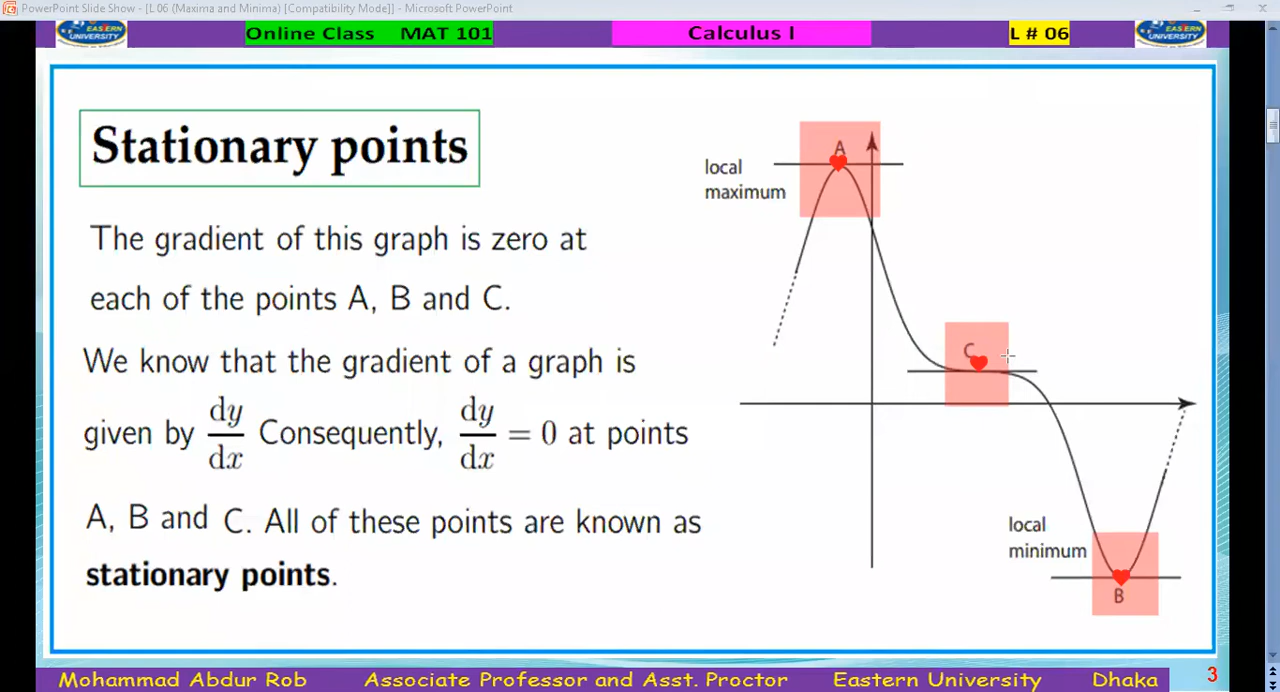 PowerPoint Slide Show - [L 06 (Maxima and Minima) [Compatibility Mode]] - Microsoft PowerPoint
EASTERN
UNIVERSITY
Online Class MAT 101
Calculus I
L # 06
EASTERN
UNIVERSITY
Stationary points
The gradient of this graph is zero at
each of the points A, B and C.
We know that the gradient of a graph is
given by dy/dx Consequently, dy/dx = 0 at points
A, B and C. All of these points are known as
stationary points.
local
maximum
A
C
local
minimum
B
Mohammad Abdur Rob Associate Professor and Asst. Proctor Eastern University Dhaka
3